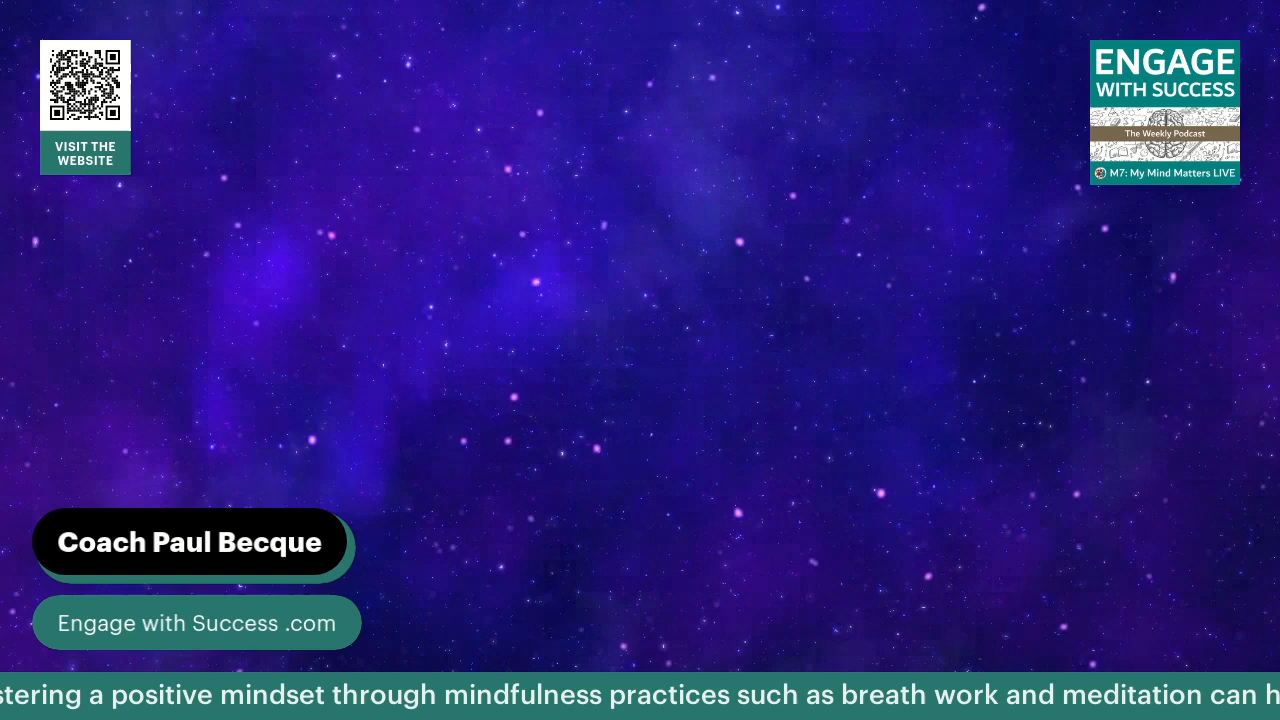 VISIT THE
WEBSITE
ENGAGE
WITH SUCCESS
The Weekly Podcast
M7: My Mind Matters LIVE
Coach Paul Becque
Engage with Success .com
stering a positive mindset through mindfulness practices such as breath work and meditation can h